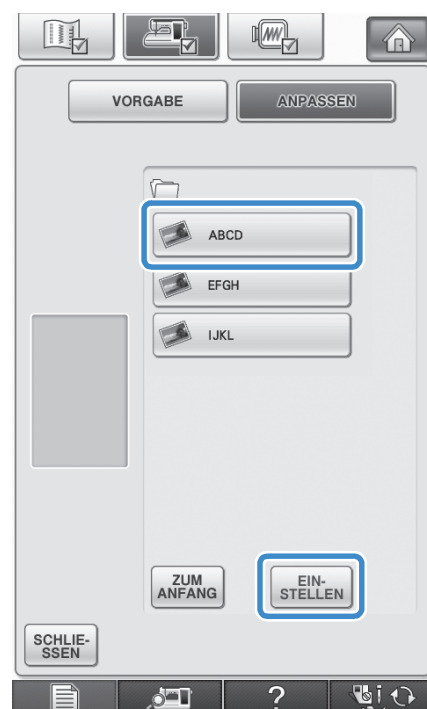 VORGABE
ANPASSEN
ABCD
EFGH
IJKL
ZUM
ANFANG
EIN-
STELLEN
SCHLIE-
SSEN
?
i